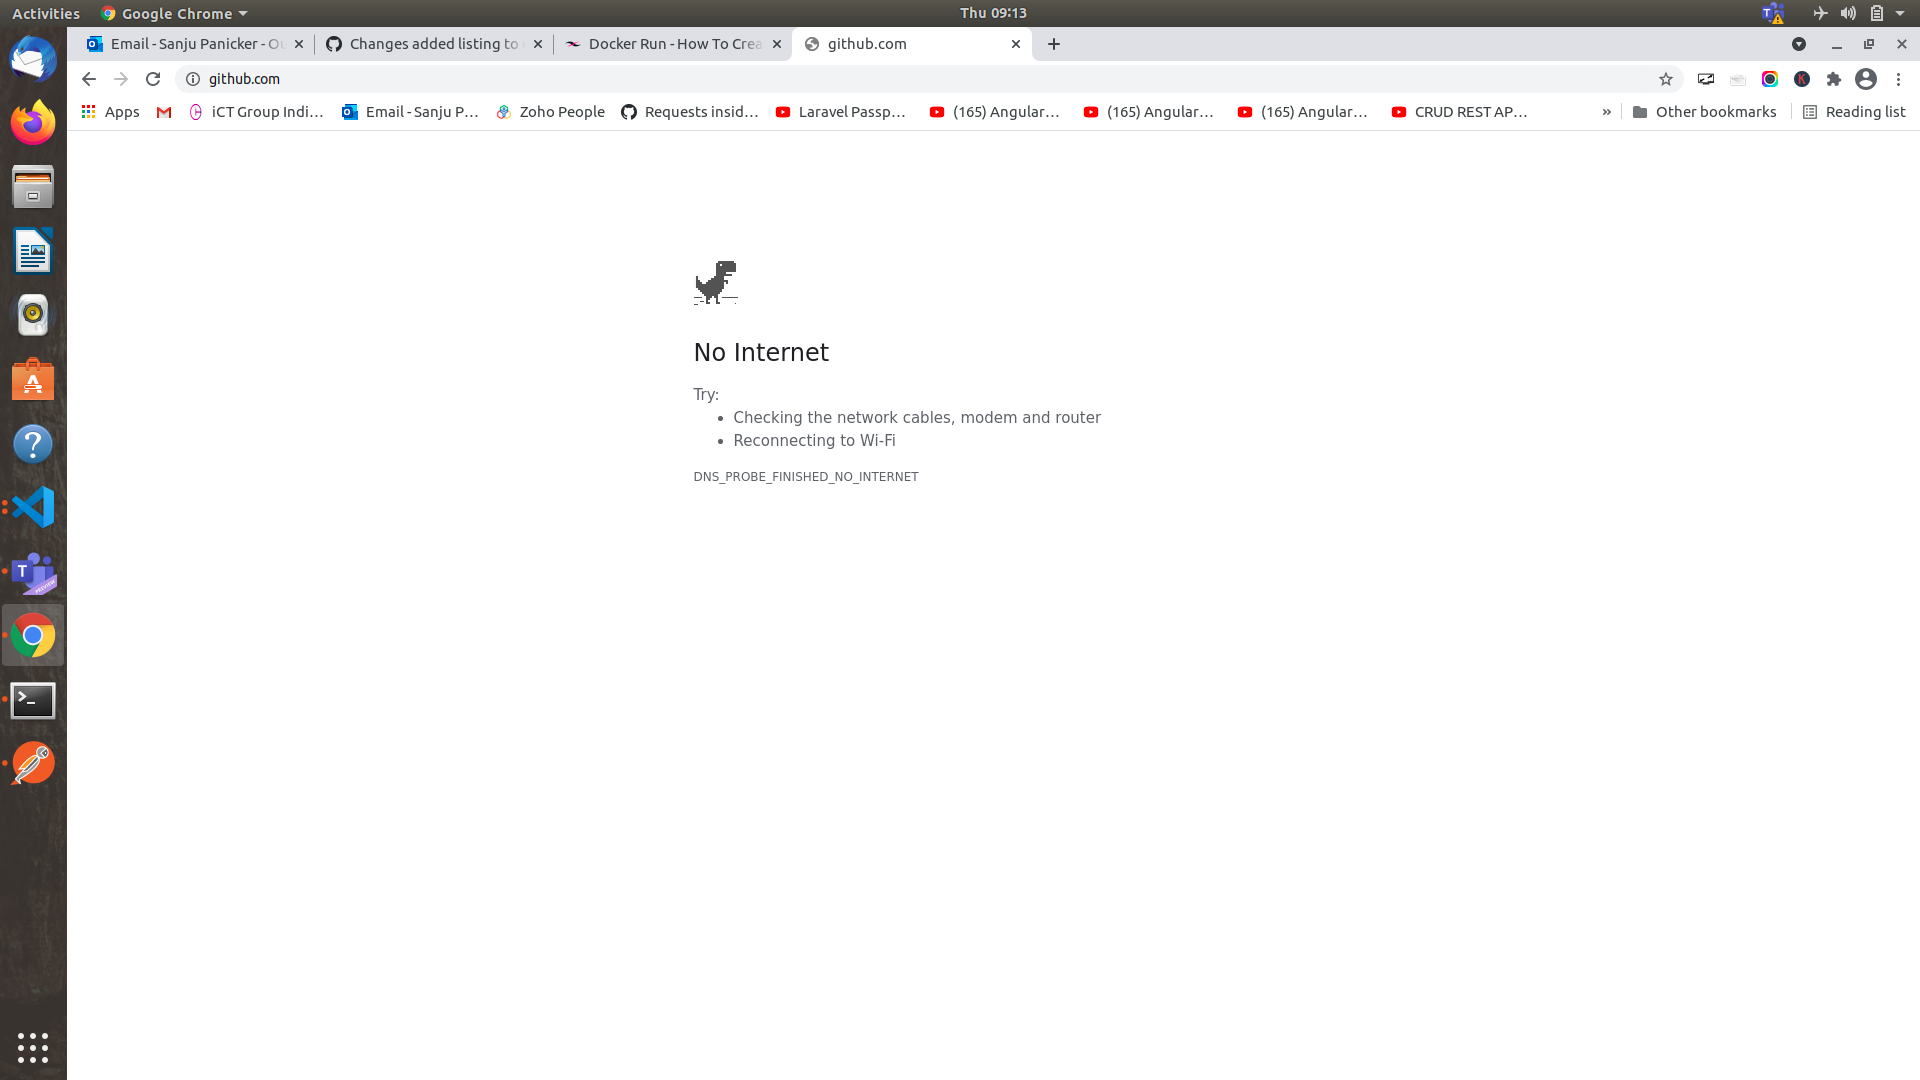 Activities
Google Chrome
Thu 09:13
Email - Sanju Panicker - Ou
Changes added listing to
Docker Run - How To Crea
github.com
github.com
Apps
iCT Group Indi…
Email - Sanju P…
Zoho People
Requests insid…
Laravel Passp…
(165) Angular…
(165) Angular…
(165) Angular…
CRUD REST AP…
»
Other bookmarks
Reading list
No Internet
Try:
• Checking the network cables, modem and router
• Reconnecting to Wi-Fi
DNS_PROBE_FINISHED_NO_INTERNET